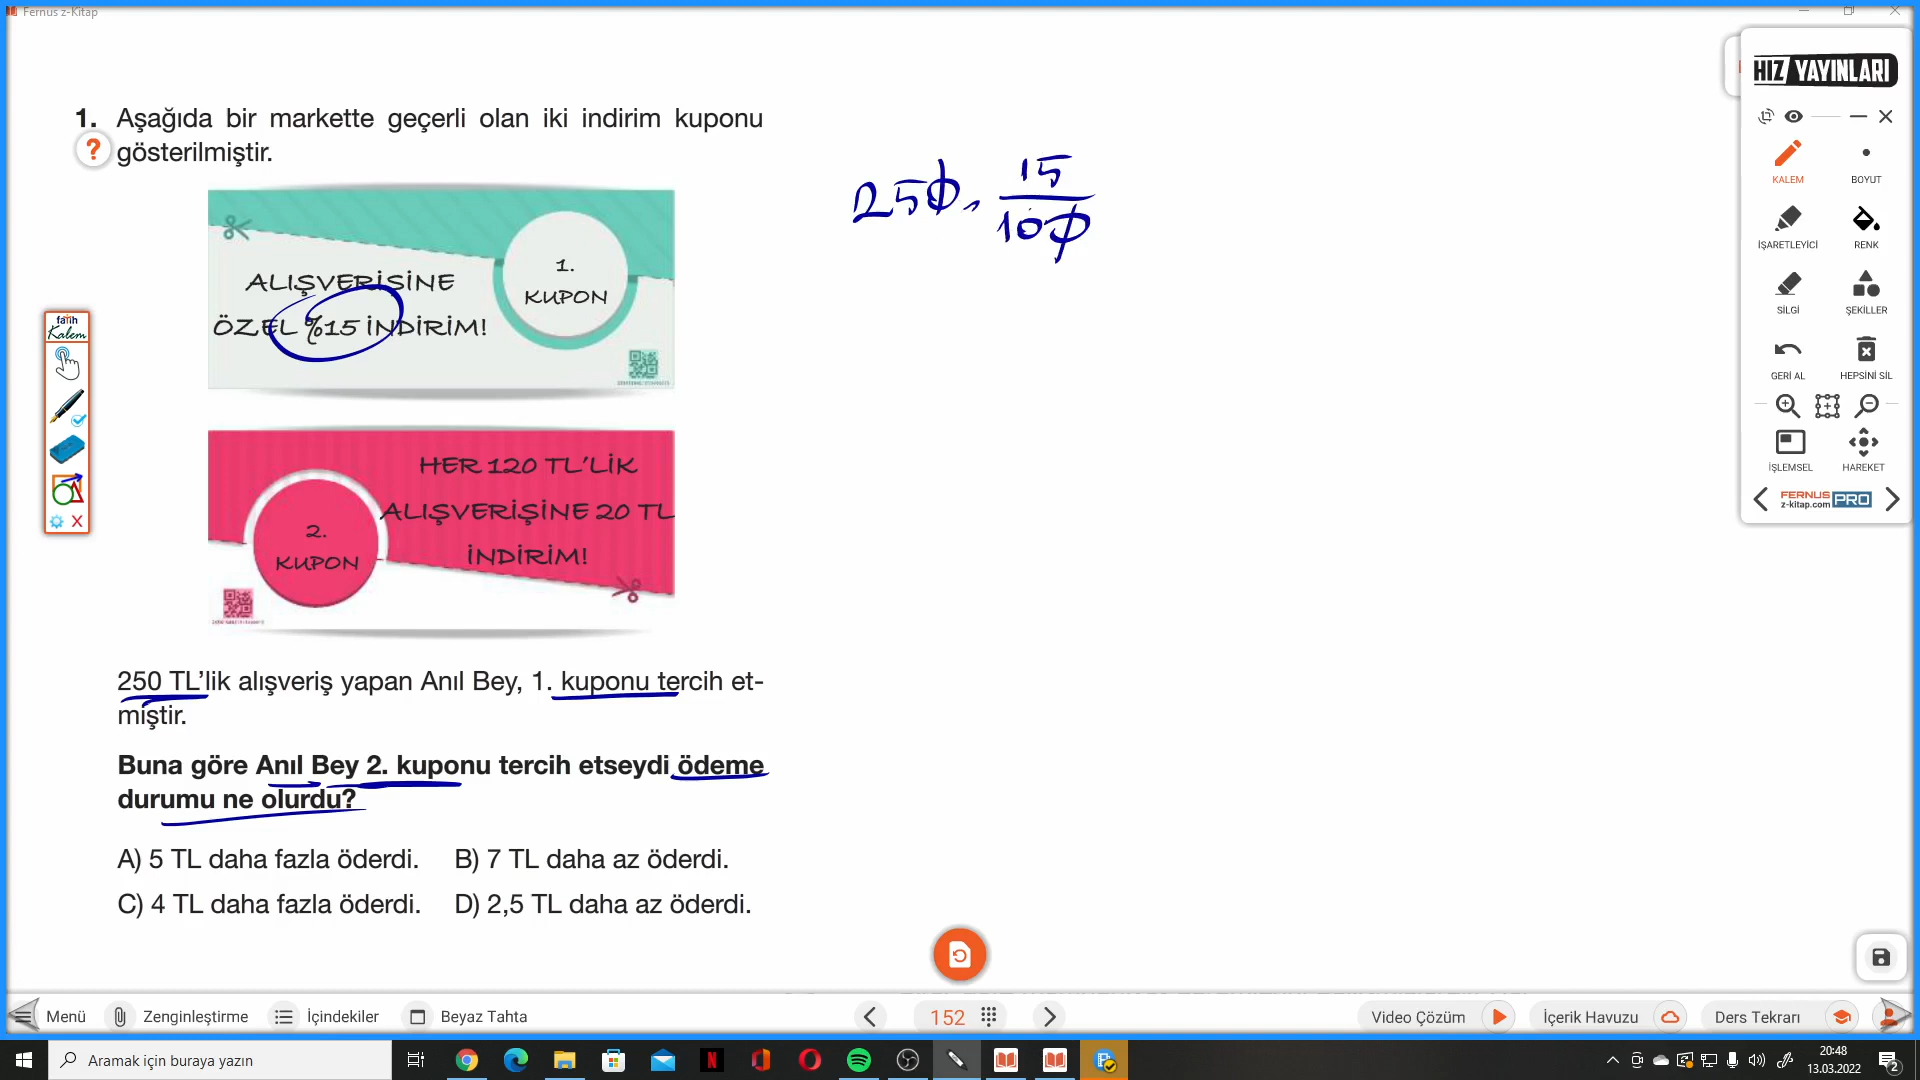 Fernus z-Kitap
HIZ YAYINLARI
1. Aşağıda bir markette geçerli olan iki indirim kuponu
? gösterilmiştir.
250 . 15
100
ALIŞVERİSİNE
ÖZEL %15 İNDİRİM!
1.
KUPON
HER 120 TL'LİK
ALIŞVERİŞİNE 20 TL
İNDİRİM!
2.
KUPON
250 TL'lik alışveriş yapan Anıl Bey, 1. kuponu tercih et-
miştir.
Buna göre Anıl Bey 2. kuponu tercih etseydi ödeme
durumu ne olurdu?
A) 5 TL daha fazla öderdi. B) 7 TL daha az öderdi.
C) 4 TL daha fazla öderdi. D) 2,5 TL daha az öderdi.
fatih
Kalem
KALEM BOYUT
İŞARETLEYİCİ RENK
SİLGİ ŞEKİLLER
GERİ AL HEPSİNİ SİL
İŞLEMSEL HAREKET
FERNUS PRO
z-kitap.com
Menü Zenginleştirme İçindekiler Beyaz Tahta 152 Video Çözüm İçerik Havuzu Ders Tekrarı
Aramak için buraya yazın
20:48
13.03.2022
2